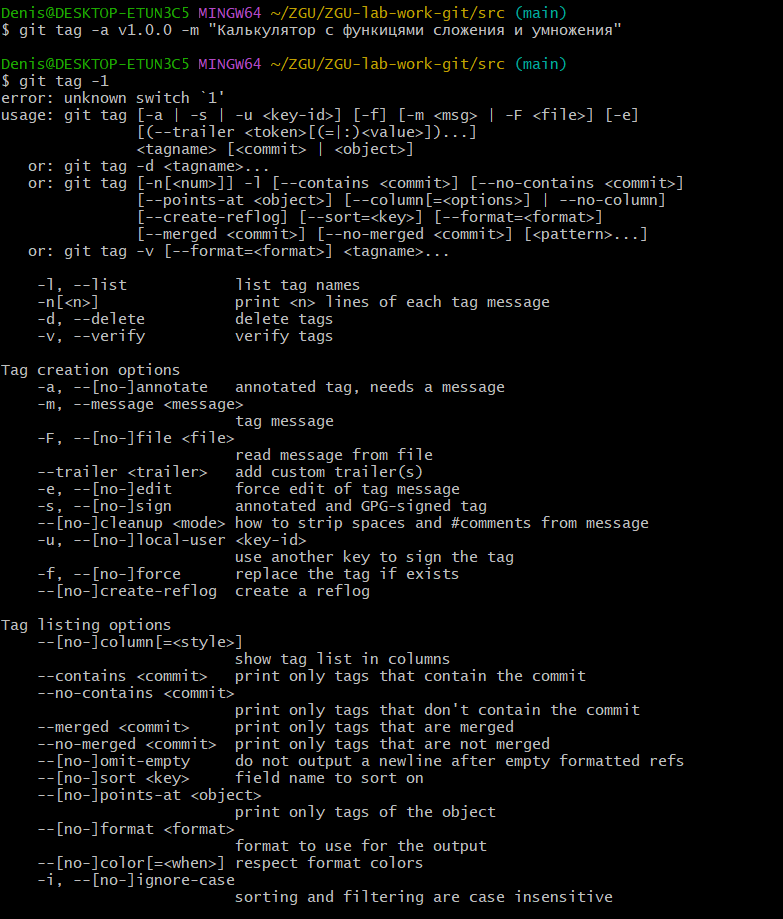 Denis@DESKTOP-ETUN3C5 MINGW64 ~/ZGU/ZGU-lab-work-git/src (main)
$ git tag -a v1.0.0 -m "Калькулятор с функицями сложения и умножения"

Denis@DESKTOP-ETUN3C5 MINGW64 ~/ZGU/ZGU-lab-work-git/src (main)
$ git tag -1
error: unknown switch `1'
usage: git tag [-a | -s | -u <key-id>] [-f] [-m <msg> | -F <file>] [-e]
               [(--trailer <token>[(=|:)<value>])...]
               <tagname> [<commit> | <object>]
   or: git tag -d <tagname>...
   or: git tag [-n[<num>]] -l [--contains <commit>] [--no-contains <commit>]
               [--points-at <object>] [--column[=<options>] | --no-column]
               [--create-reflog] [--sort=<key>] [--format=<format>]
               [--merged <commit>] [--no-merged <commit>] [<pattern>...]
   or: git tag -v [--format=<format>] <tagname>...

    -l, --list            list tag names
    -n[<n>]               print <n> lines of each tag message
    -d, --delete          delete tags
    -v, --verify          verify tags

Tag creation options
    -a, --[no-]annotate   annotated tag, needs a message
    -m, --message <message>
                          tag message
    -F, --[no-]file <file>
                          read message from file
    --trailer <trailer>   add custom trailer(s)
    -e, --[no-]edit       force edit of tag message
    -s, --[no-]sign       annotated and GPG-signed tag
    --[no-]cleanup <mode> how to strip spaces and #comments from message
    -u, --[no-]local-user <key-id>
                          use another key to sign the tag
    -f, --[no-]force      replace the tag if exists
    --[no-]create-reflog  create a reflog

Tag listing options
    --[no-]column[=<style>]
                          show tag list in columns
    --contains <commit>   print only tags that contain the commit
    --no-contains <commit>
                          print only tags that don't contain the commit
    --merged <commit>     print only tags that are merged
    --no-merged <commit>  print only tags that are not merged
    --[no-]omit-empty     do not output a newline after empty formatted refs
    --[no-]sort <key>     field name to sort on
    --[no-]points-at <object>
                          print only tags of the object
    --[no-]format <format>
                          format to use for the output
    --[no-]color[=<when>] respect format colors
    -i, --[no-]ignore-case
                          sorting and filtering are case insensitive